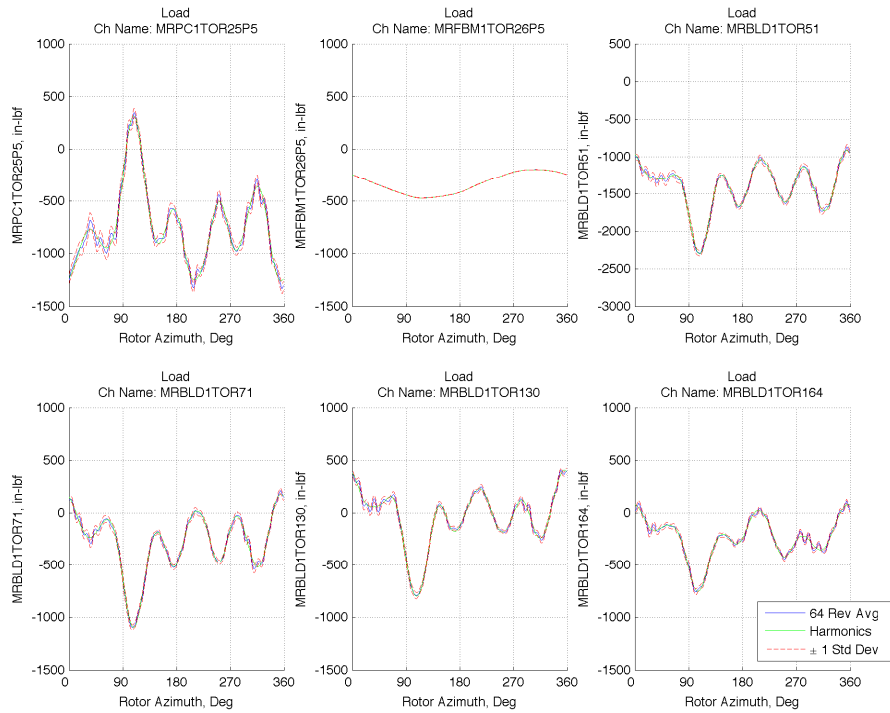 Load
Ch Name: MRPC1TOR25P5
1000
500
0
-500
-1000
-1500
MRPC1TOR25P5, in-lbf
0 90 180 270 360
Rotor Azimuth, Deg
Load
Ch Name: MRFBM1TOR26P5
1000
500
0
-500
-1000
-1500
MRFBM1TOR26P5, in-lbf
0 90 180 270 360
Rotor Azimuth, Deg
Load
Ch Name: MRBLD1TOR51
500
0
-500
-1000
-1500
-2000
-2500
-3000
MRBLD1TOR51, in-lbf
0 90 180 270 360
Rotor Azimuth, Deg
Load
Ch Name: MRBLD1TOR71
1000
500
0
-500
-1000
-1500
MRBLD1TOR71, in-lbf
0 90 180 270 360
Rotor Azimuth, Deg
Load
Ch Name: MRBLD1TOR130
1000
500
0
-500
-1000
-1500
MRBLD1TOR130, in-lbf
0 90 180 270 360
Rotor Azimuth, Deg
Load
Ch Name: MRBLD1TOR164
1000
500
0
-500
-1000
-1500
MRBLD1TOR164, in-lbf
0 90 180 270 360
Rotor Azimuth, Deg
64 Rev Avg
Harmonics
± 1 Std Dev